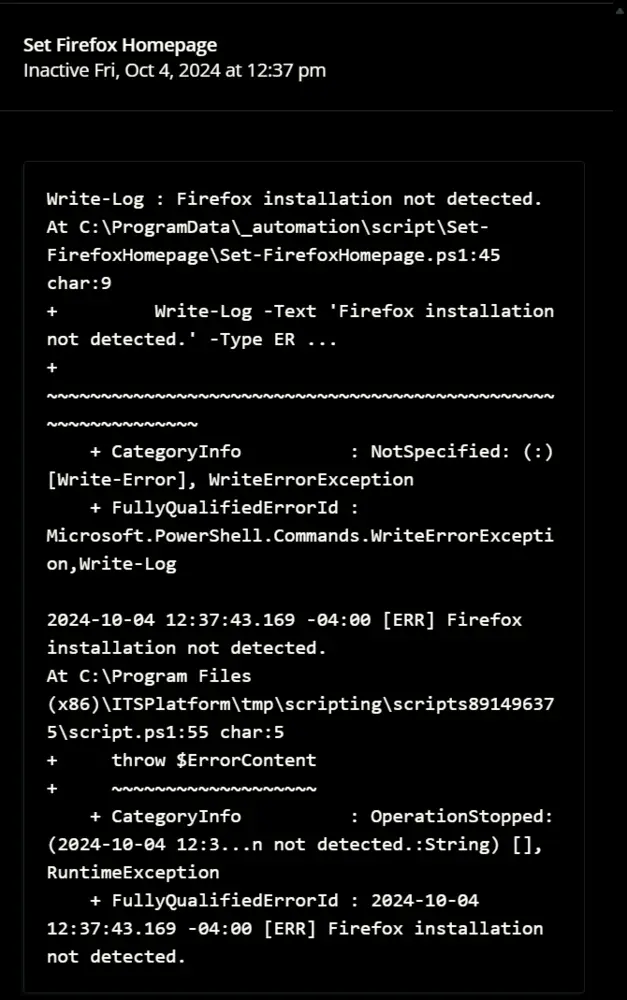 Set Firefox Homepage
Inactive Fri, Oct 4, 2024 at 12:37 pm
Write-Log : Firefox installation not detected.
At C:\ProgramData\_automation\script\Set-
FirefoxHomepage\Set-FirefoxHomepage.ps1:45
char:9
+         Write-Log -Text 'Firefox installation
not detected.' -Type ER ...
+
~~~~~~~~~~~~~~~~~~~~~~~~~~~~~~~~~~~~~~~~~~~~~~~
~~~~~~~~~~~~~~
    + CategoryInfo          : NotSpecified: (:)
[Write-Error], WriteErrorException
    + FullyQualifiedErrorId :
Microsoft.PowerShell.Commands.WriteErrorExcepti
on,Write-Log
2024-10-04 12:37:43.169 -04:00 [ERR] Firefox
installation not detected.
At C:\Program Files
(x86)\ITSPlatform\tmp\scripting\scripts89149637
5\script.ps1:55 char:5
+     throw $ErrorContent
+     ~~~~~~~~~~~~~~~~~~~
    + CategoryInfo          : OperationStopped:
(2024-10-04 12:3...n not detected.:String) [],
RuntimeException
    + FullyQualifiedErrorId : 2024-10-04
12:37:43.169 -04:00 [ERR] Firefox installation
not detected.